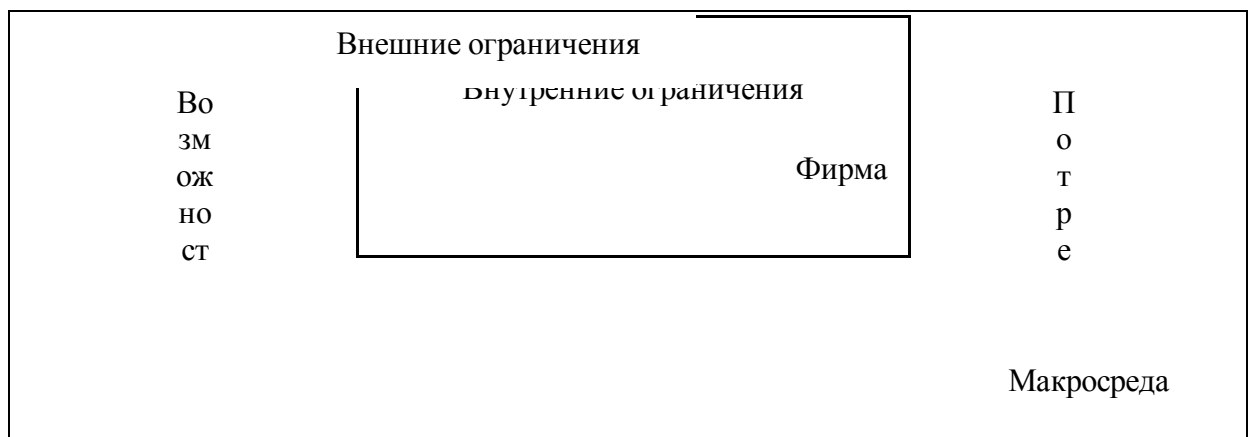 Внешние ограничения
Внутренние ограничения
Во
зм
ож
но
ст
Фирма
П
о
т
р
е
Макросреда